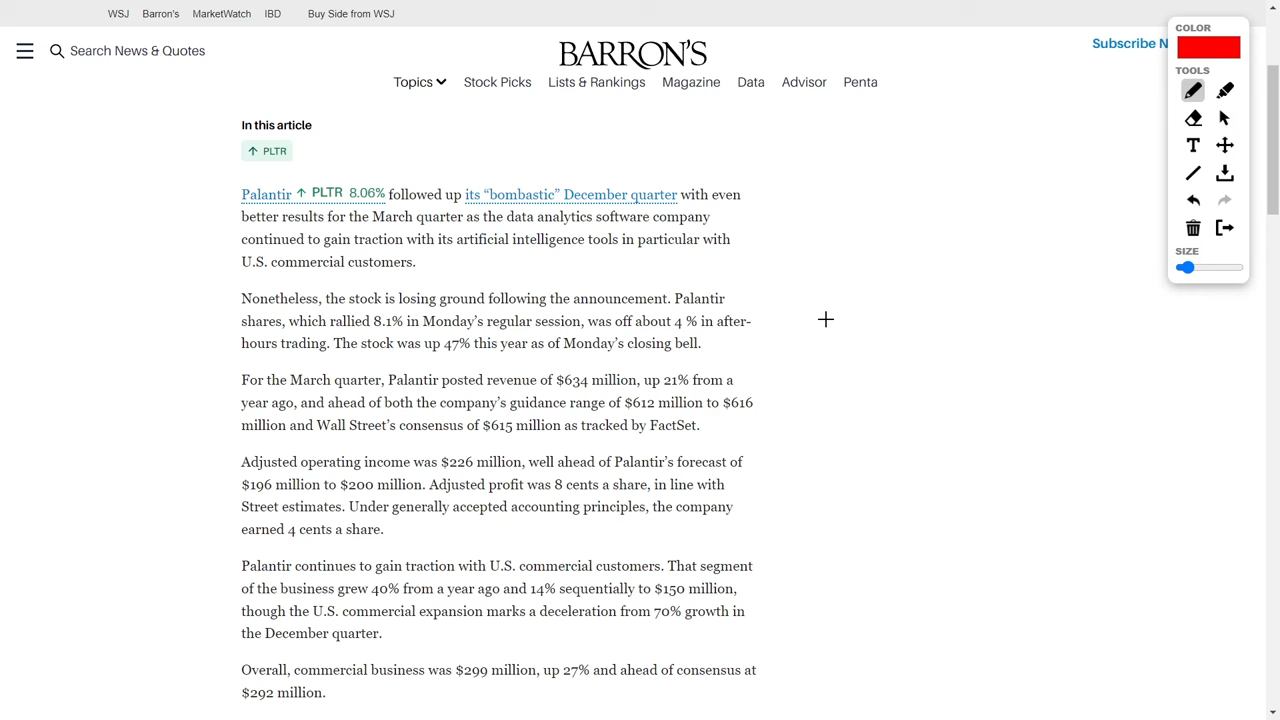 WSJ Barron's MarketWatch IBD Buy Side from WSJ
Search News & Quotes
BARRON'S
Subscribe N
Topics Stock Picks Lists & Rankings Magazine Data Advisor Penta
COLOR
TOOLS
T
SIZE
In this article
PLTR
Palantir PLTR 8.06% followed up its “bombastic” December quarter with even
better results for the March quarter as the data analytics software company
continued to gain traction with its artificial intelligence tools in particular with
U.S. commercial customers.
Nonetheless, the stock is losing ground following the announcement. Palantir
shares, which rallied 8.1% in Monday’s regular session, was off about 4 % in after-
hours trading. The stock was up 47% this year as of Monday’s closing bell.
For the March quarter, Palantir posted revenue of $634 million, up 21% from a
year ago, and ahead of both the company’s guidance range of $612 million to $616
million and Wall Street’s consensus of $615 million as tracked by FactSet.
Adjusted operating income was $226 million, well ahead of Palantir’s forecast of
$196 million to $200 million. Adjusted profit was 8 cents a share, in line with
Street estimates. Under generally accepted accounting principles, the company
earned 4 cents a share.
Palantir continues to gain traction with U.S. commercial customers. That segment
of the business grew 40% from a year ago and 14% sequentially to $150 million,
though the U.S. commercial expansion marks a deceleration from 70% growth in
the December quarter.
Overall, commercial business was $299 million, up 27% and ahead of consensus at
$292 million.